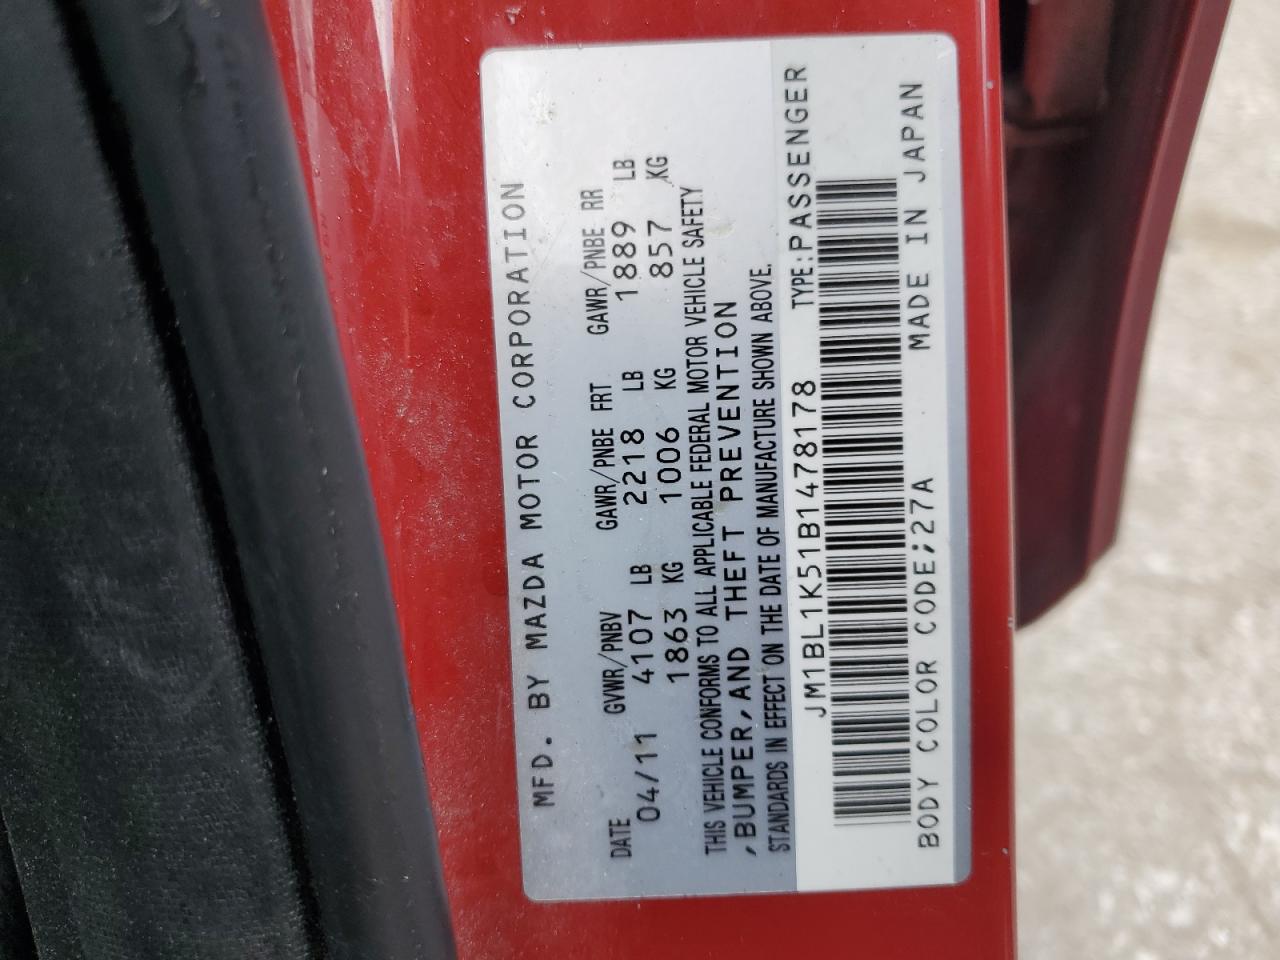 MFD. BY MAZDA MOTOR CORPORATION
DATE GVWR/PNBV GAWR/PNBE FRT GAWR/PNBE RR
04/11 4107 LB 2218 LB 1889 LB
1863 KG 1006 KG 857 KG
THIS VEHICLE CONFORMS TO ALL APPLICABLE FEDERAL MOTOR VEHICLE SAFETY
,BUMPER,AND THEFT PREVENTION
STANDARDS IN EFFECT ON THE DATE OF MANUFACTURE SHOWN ABOVE.
JM1BL1K51B1478178 TYPE:PASSENGER
BODY COLOR CODE;27A MADE IN JAPAN